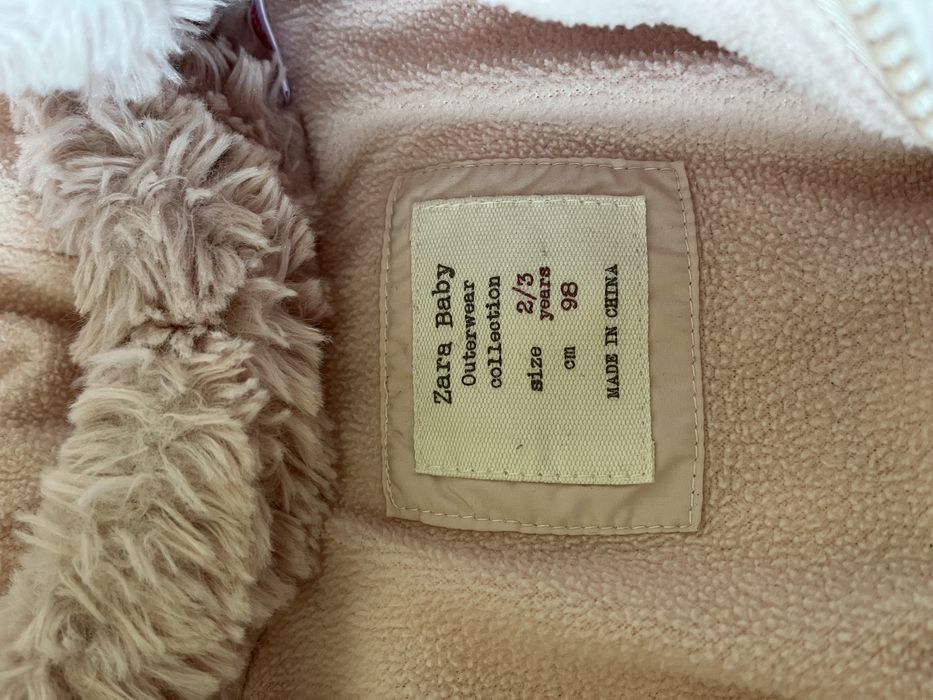 Zara Baby
Outerwear
collection
size 2/3
years
cm 98
MADE IN CHINA